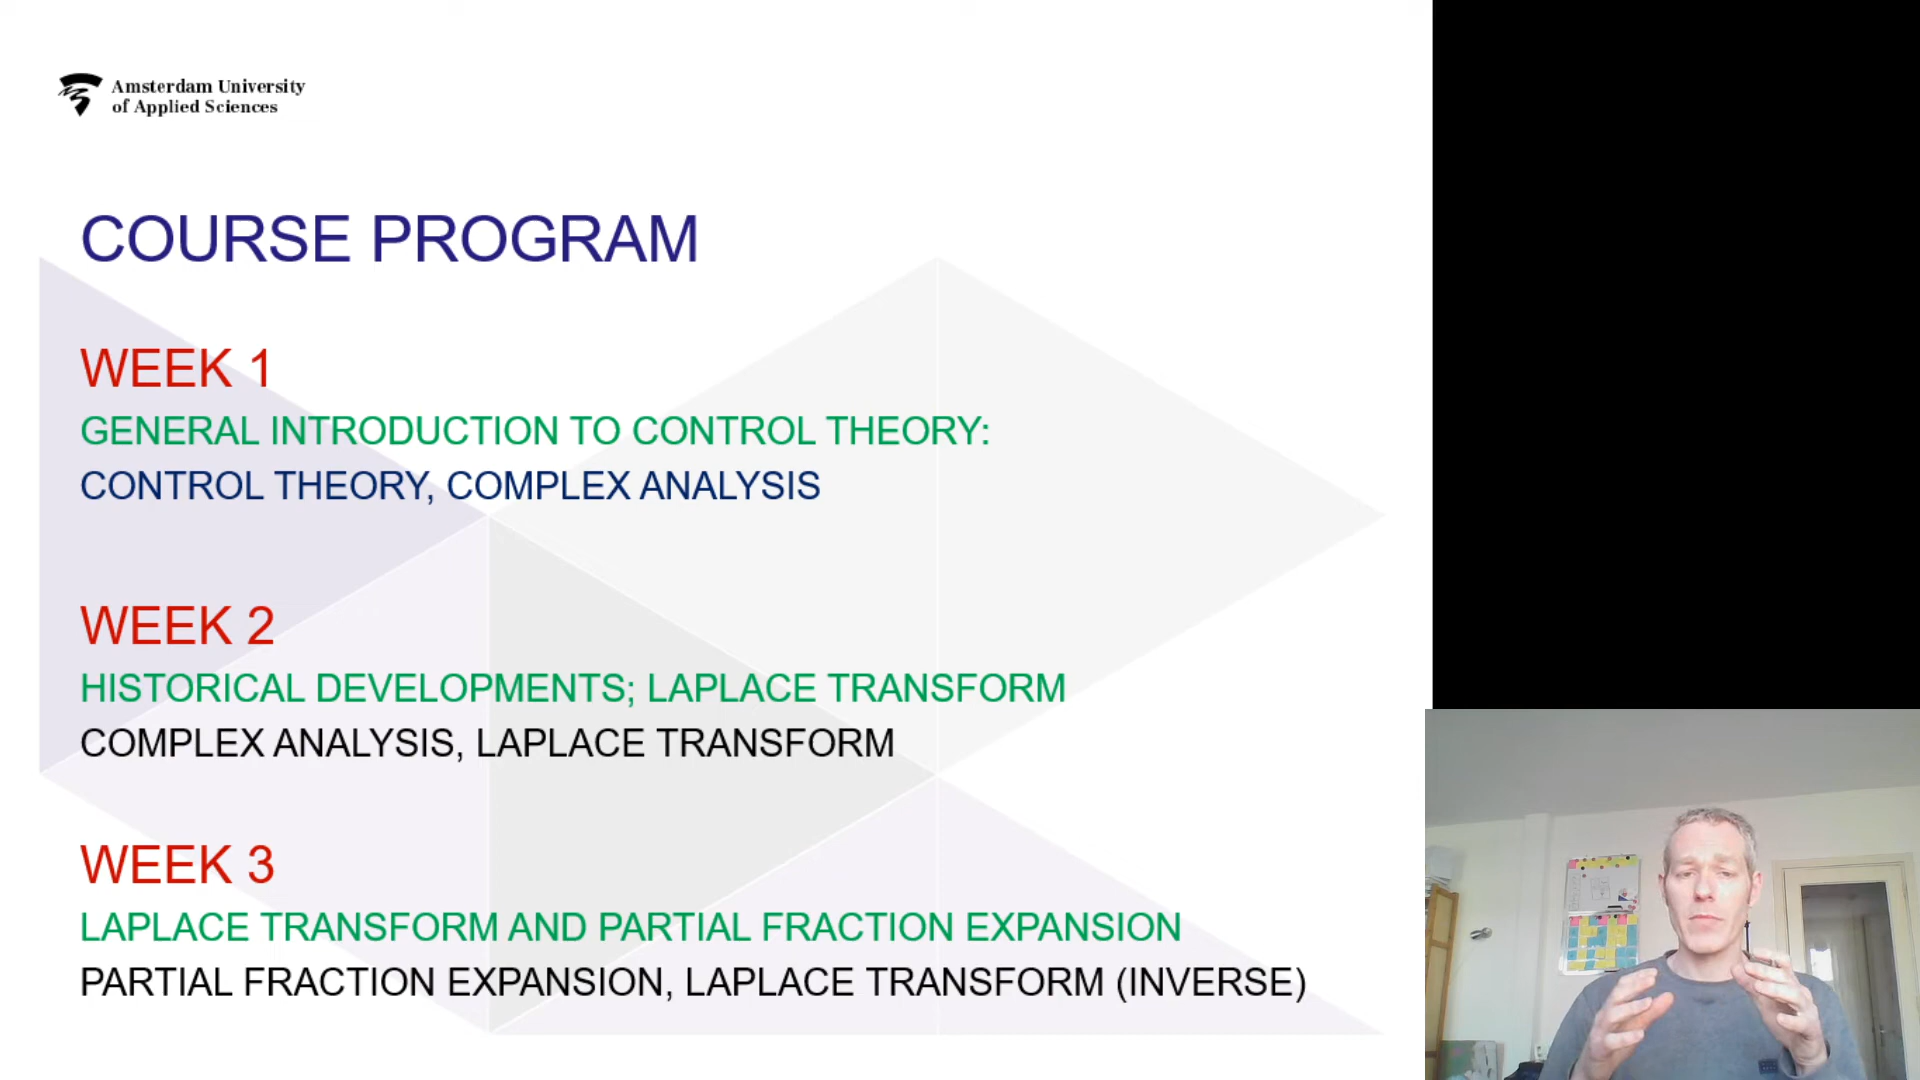 Amsterdam University
of Applied Sciences
COURSE PROGRAM
WEEK 1
GENERAL INTRODUCTION TO CONTROL THEORY:
CONTROL THEORY, COMPLEX ANALYSIS
WEEK 2
HISTORICAL DEVELOPMENTS; LAPLACE TRANSFORM
COMPLEX ANALYSIS, LAPLACE TRANSFORM
WEEK 3
LAPLACE TRANSFORM AND PARTIAL FRACTION EXPANSION
PARTIAL FRACTION EXPANSION, LAPLACE TRANSFORM (INVERSE)